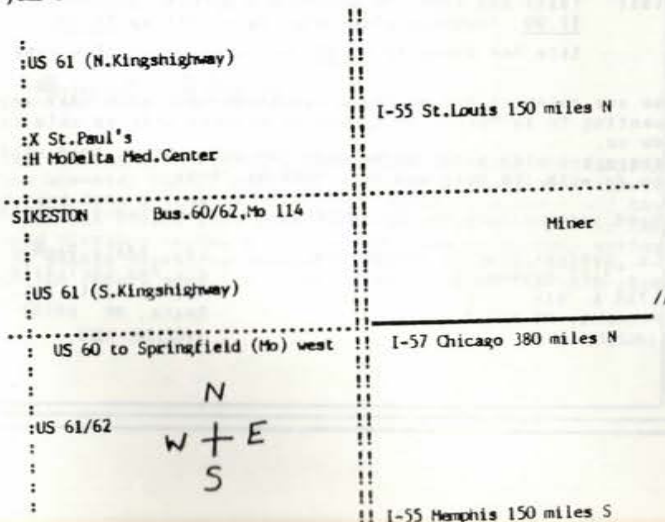 :US 61 (N.Kingshighway)
I-55 St.Louis 150 miles N
:X St.Paul's
:H MoDelta Med.Center
SIKESTON Bus.60/62,Mo 114
Miner
:US 61 (S.Kingshighway)
US 60 to Springfield (Mo) west
I-57 Chicago 380 miles N
N
:US 61/62
W E
S
I-55 Memphis 150 miles S